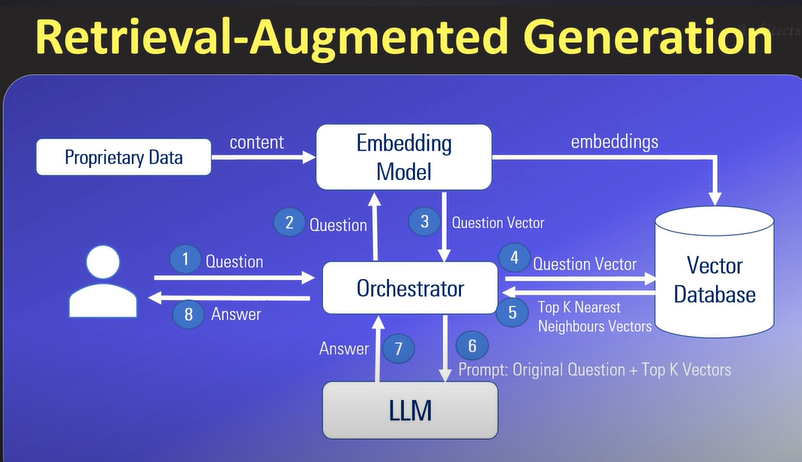 Retrieval-Augmented Generation
Proprietary Data
content
Embedding
Model
embeddings
2 Question
3 Question Vector
1 Question
Orchestrator
4 Question Vector
Vector
Database
8 Answer
5 Top K Nearest
Neighbours Vectors
Answer 7
6
Prompt: Original Question + Top K Vectors
LLM